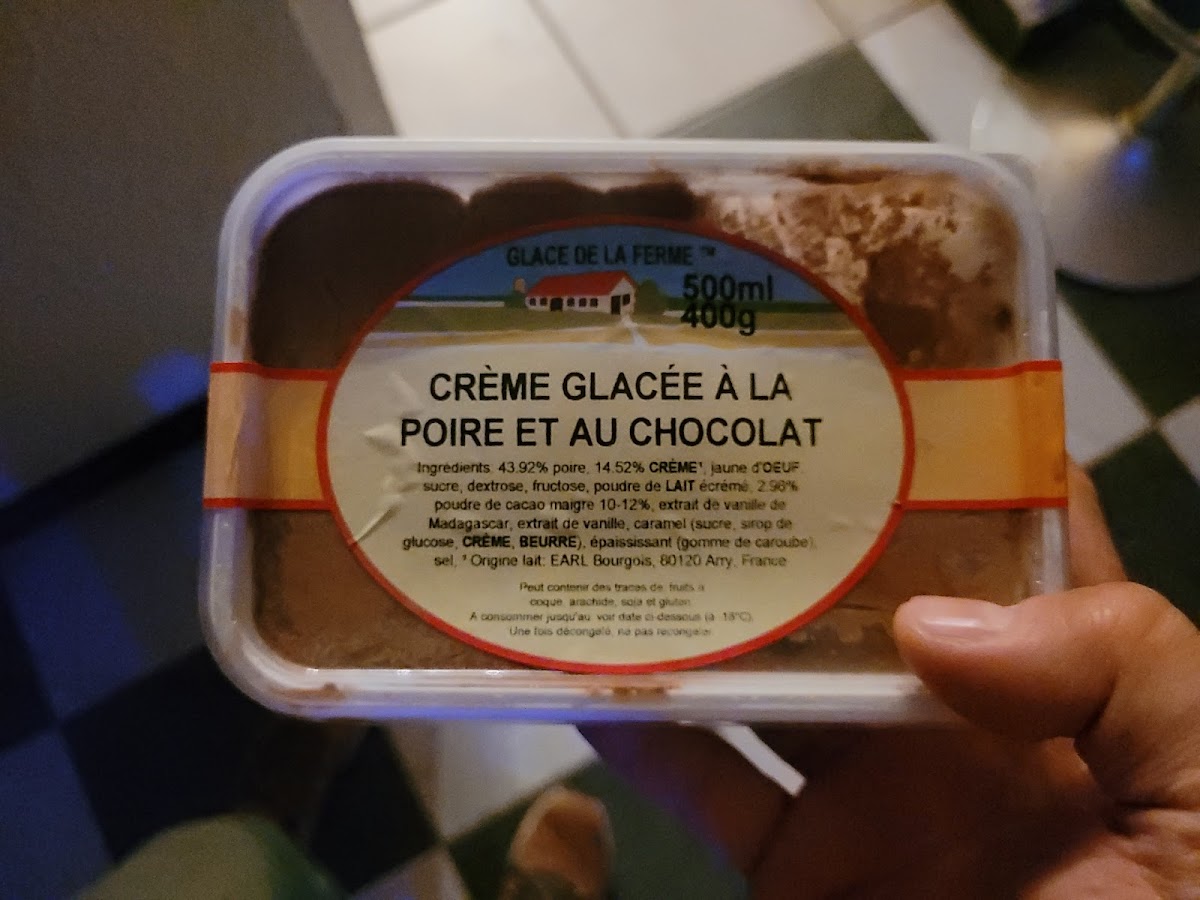 GLACE DE LA FERME ™
500ml
400g
CRÈME GLACÉE À LA
POIRE ET AU CHOCOLAT
Ingrédients: 43.92% poire, 14.52% CRÈME¹, jaune d'OEUF,
sucre, dextrose, fructose, poudre de LAIT écrémé, 2.96%
poudre de cacao maigre 10-12%, extrait de vanille de
Madagascar, extrait de vanille, caramel (sucre, sirop de
glucose, CRÈME, BEURRE), épaississant (gomme de caroube),
sel, ¹ Origine lait: EARL Bourgois, 80120 Arry, France
Peut contenir des traces de: fruits à
coque, arachide, soja et gluten.
A consommer jusqu'au: voir date ci-dessous (à -18°C).
Une fois décongelé, ne pas recongeler.